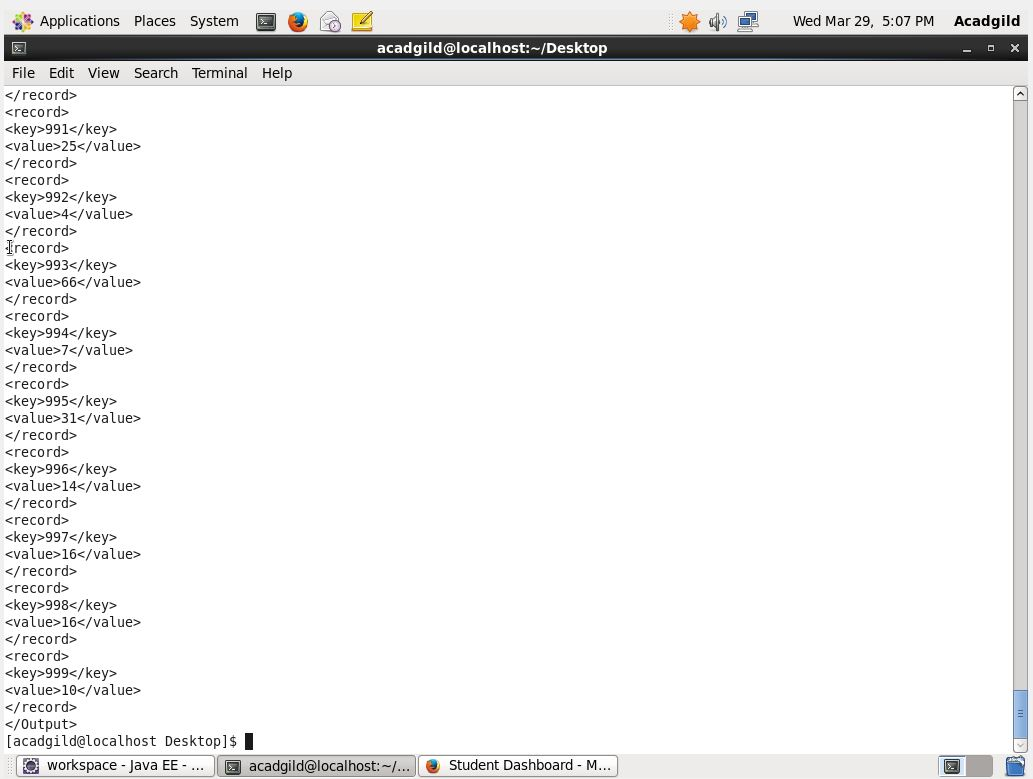 Applications Places System Wed Mar 29, 5:07 PM Acadgild
acadgild@localhost:~/Desktop
File Edit View Search Terminal Help
</record>
<record>
<key>991</key>
<value>25</value>
</record>
<record>
<key>992</key>
<value>4</value>
</record>
<record>
<key>993</key>
<value>66</value>
</record>
<record>
<key>994</key>
<value>7</value>
</record>
<record>
<key>995</key>
<value>31</value>
</record>
<record>
<key>996</key>
<value>14</value>
</record>
<record>
<key>997</key>
<value>16</value>
</record>
<record>
<key>998</key>
<value>16</value>
</record>
<record>
<key>999</key>
<value>10</value>
</record>
</Output>
[acadgild@localhost Desktop]$
workspace - Java EE - ... acadgild@localhost:~/... Student Dashboard - M...